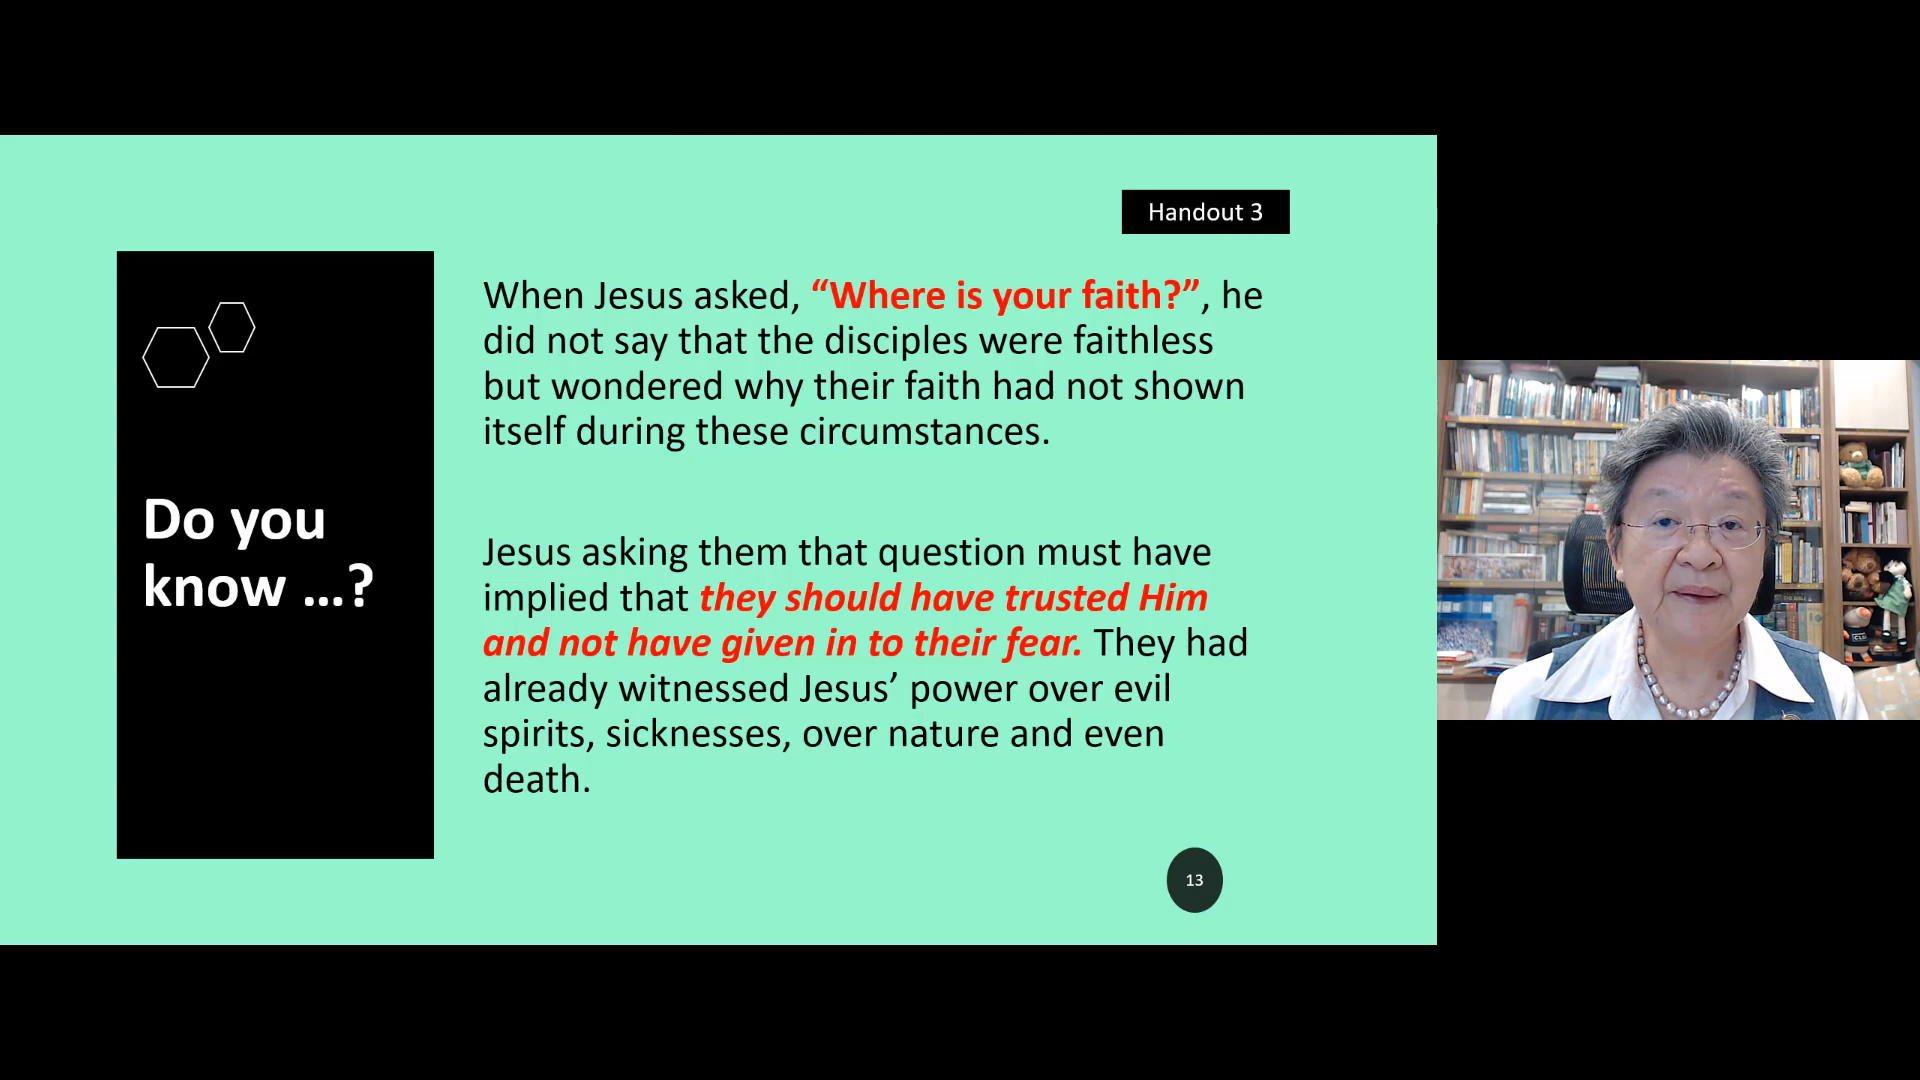 Handout 3
Do you
know ...?
When Jesus asked, “Where is your faith?”, he
did not say that the disciples were faithless
but wondered why their faith had not shown
itself during these circumstances.
Jesus asking them that question must have
implied that they should have trusted Him
and not have given in to their fear. They had
already witnessed Jesus’ power over evil
spirits, sicknesses, over nature and even
death.
13